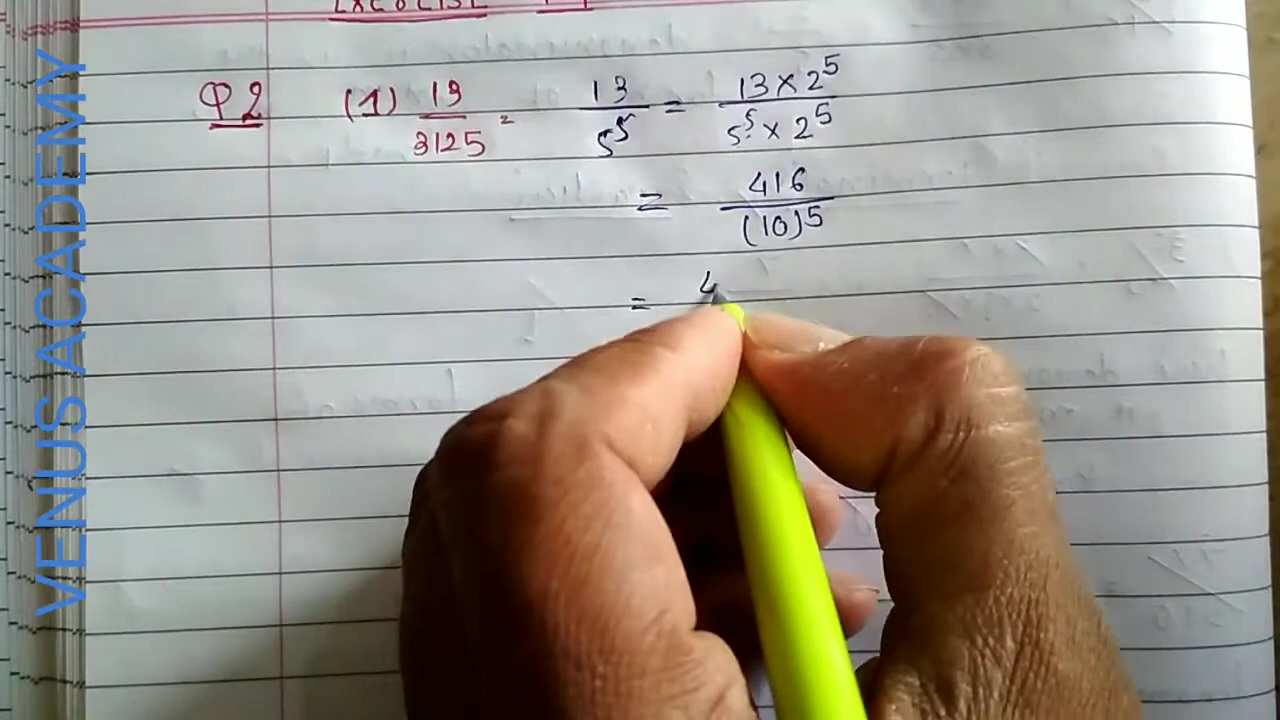 VENUS ACADEMY
Q2 (1) 13/3125 = 13/5^5 = 13×2^5/5^5×2^5
= 416/(10)^5
= 4